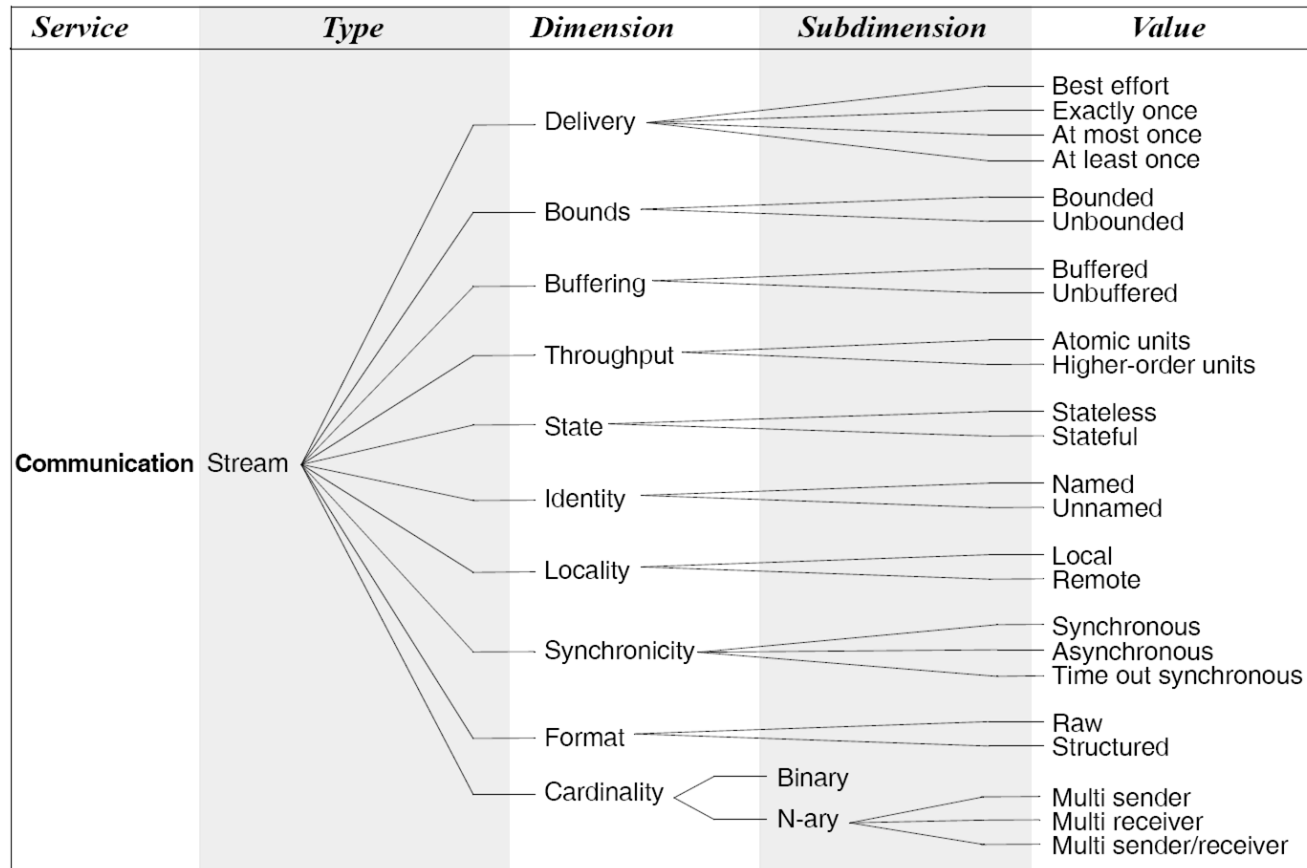 Service Type Dimension Subdimension Value
Delivery
Best effort
Exactly once
At most once
At least once
Bounds
Bounded
Unbounded
Buffering
Buffered
Unbuffered
Throughput
Atomic units
Higher-order units
State
Stateless
Stateful
Communication Stream
Identity
Named
Unnamed
Locality
Local
Remote
Synchronicity
Synchronous
Asynchronous
Time out synchronous
Format
Raw
Structured
Cardinality
Binary
N-ary
Multi sender
Multi receiver
Multi sender/receiver